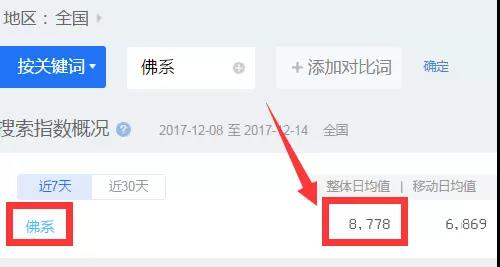 地区：全国
按关键词 佛系 +添加对比词 确定
搜索指数概况 ? 2017-12-08 至 2017-12-14 全国
近7天 近30天 整体日均值 移动日均值
佛系 8,778 6,869